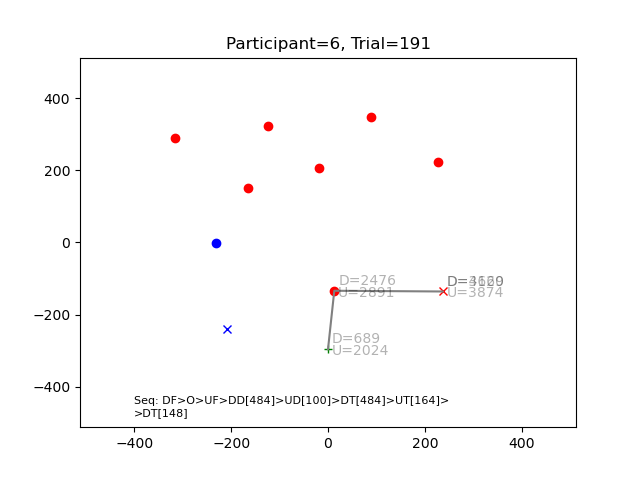 Participant=6, Trial=191
400
200
0
−200
−400
D=2476
U=2891
U=3874
D=689
U=2024
Seq: DF>O>UF>DD[484]>UD[100]>DT[484]>UT[164]>
>DT[148]
−400
−200
0
200
400